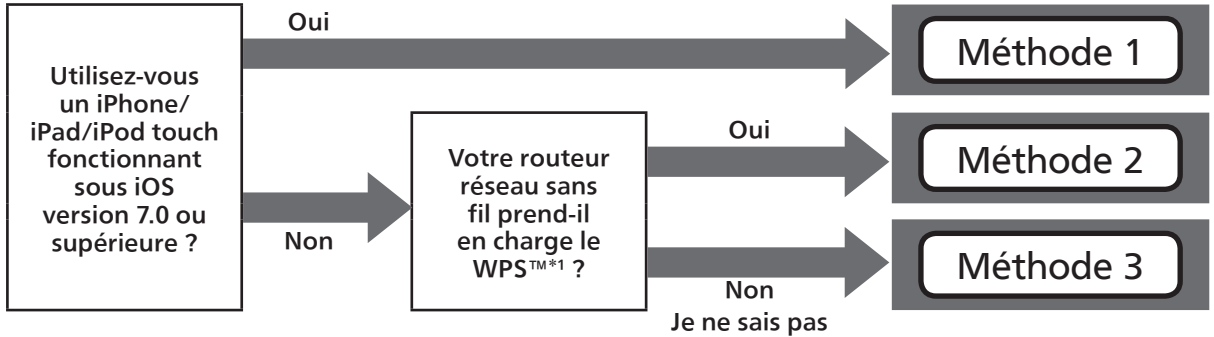 Utilisez-vous
un iPhone/
iPad/iPod touch
fonctionnant
sous iOS
version 7.0 ou
supérieure ?
Oui
Méthode 1
Non
Votre routeur
réseau sans
fil prend-il
en charge le
WPS™*1 ?
Oui
Méthode 2
Non
Je ne sais pas
Méthode 3